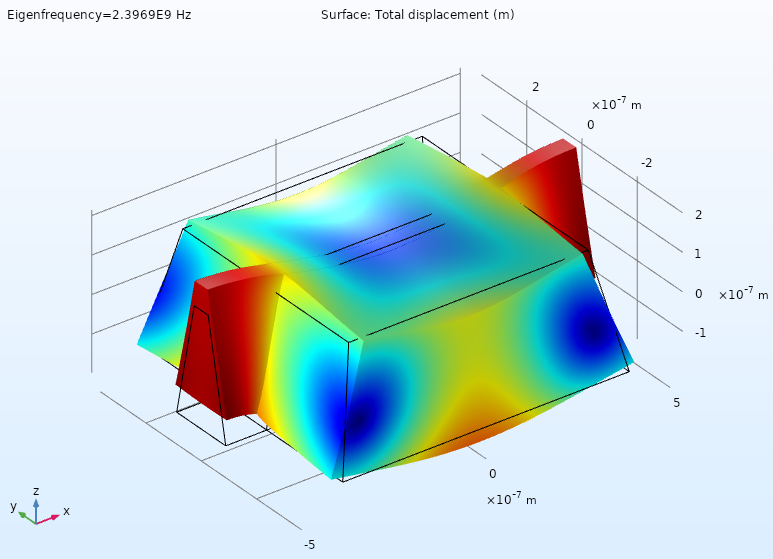 Eigenfrequency=2.3969E9 Hz Surface: Total displacement (m)
2
×10⁻⁷ m
0
-2
2
1
0 ×10⁻⁷ m
-1
5
0
×10⁻⁷ m
-5
z
y x